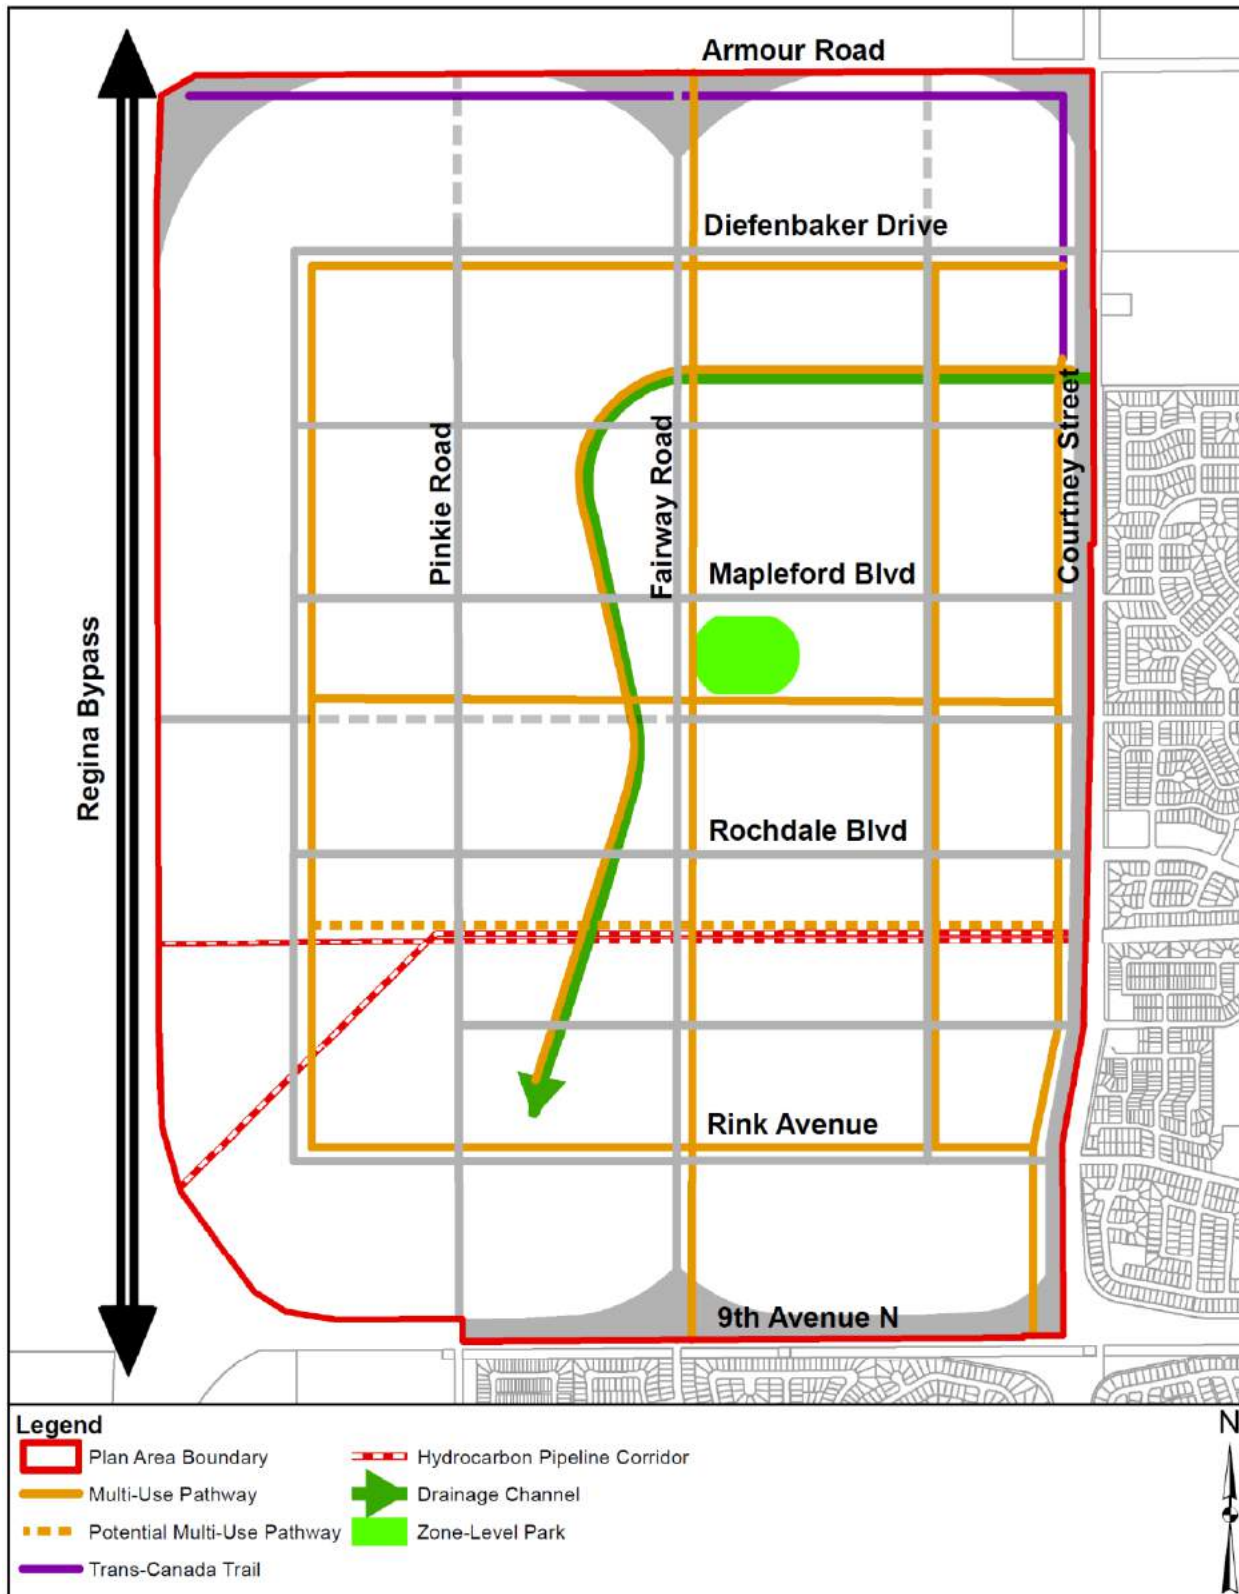 Armour Road
Diefenbaker Drive
Pinkie Road
Fairway Road
Courtney Street
Mapleford Blvd
Regina Bypass
Rochdale Blvd
Rink Avenue
9th Avenue N
Legend
Plan Area Boundary
Multi-Use Pathway
Potential Multi-Use Pathway
Trans-Canada Trail
Hydrocarbon Pipeline Corridor
Drainage Channel
Zone-Level Park
N